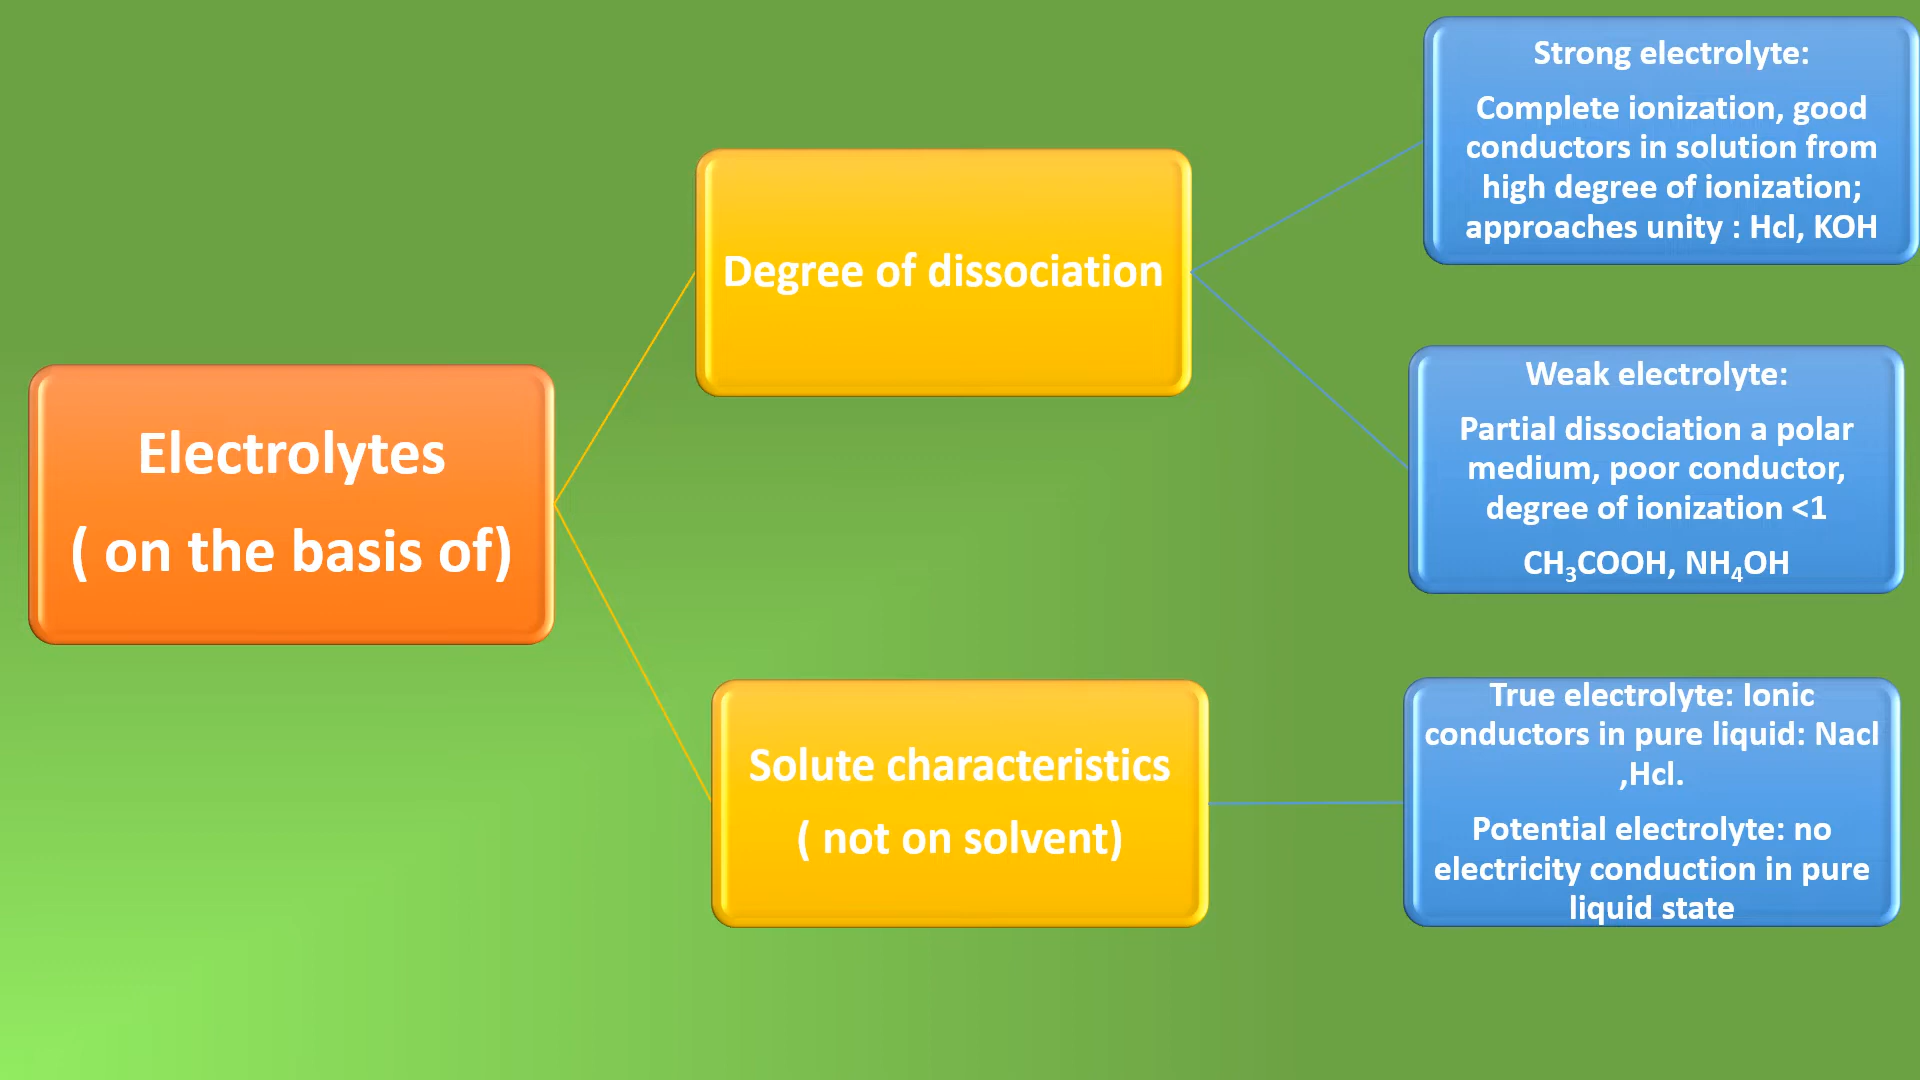 Electrolytes
( on the basis of)
Degree of dissociation
Strong electrolyte:
Complete ionization, good
conductors in solution from
high degree of ionization;
approaches unity : Hcl, KOH
Weak electrolyte:
Partial dissociation a polar
medium, poor conductor,
degree of ionization <1
CH₃COOH, NH₄OH
Solute characteristics
( not on solvent)
True electrolyte: Ionic
conductors in pure liquid: Nacl
,Hcl.
Potential electrolyte: no
electricity conduction in pure
liquid state